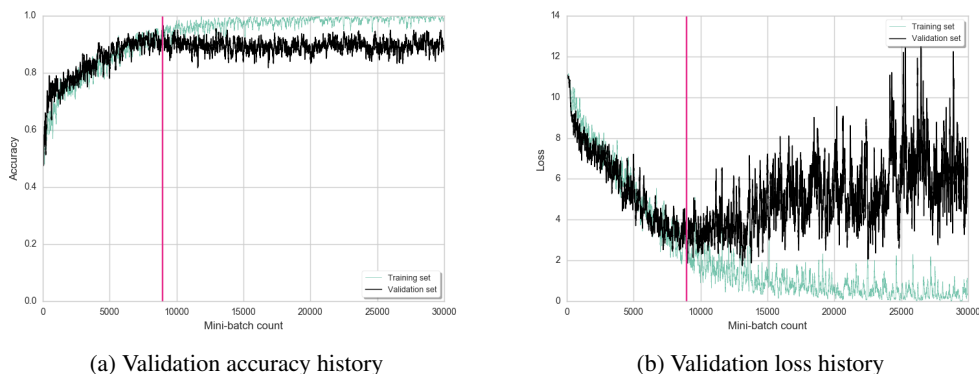 1.0
0.8
0.6
0.4
0.2
0.0
Accuracy
0 5000 10000 15000 20000 25000 30000
Mini-batch count
Training set
Validation set
(a) Validation accuracy history
14
12
10
8
6
4
2
0
Loss
0 5000 10000 15000 20000 25000 30000
Mini-batch count
Training set
Validation set
(b) Validation loss history